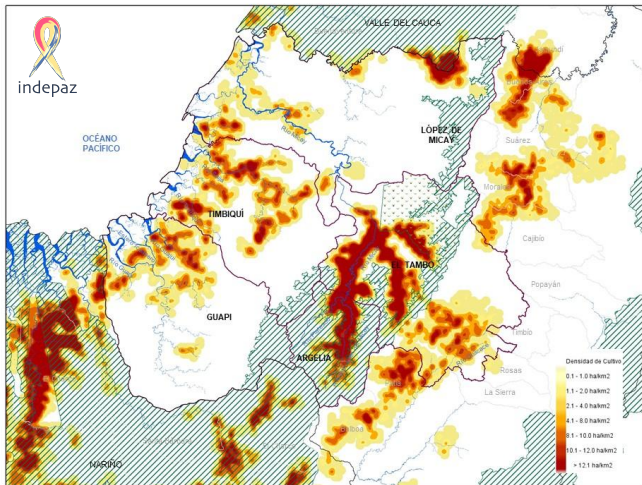 indepaz
VALLE DEL CAUCA
OCÉANO
PACÍFICO
LÓPEZ DE
MICAY
Suárez
Morales
TIMBIQUÍ
Cajibío
EL TAMBO
Popayán
GUAPI
Timbío
ARGELIA
Rosas
La Sierra
Balboa
NARIÑO
Densidad de Cultivo
0.1 - 1.0 ha/km2
1.1 - 2.0 ha/km2
2.1 - 4.0 ha/km2
4.1 - 8.0 ha/km2
8.1 - 10.0 ha/km2
10.1 - 12.0 ha/km2
> 12.1 ha/km2